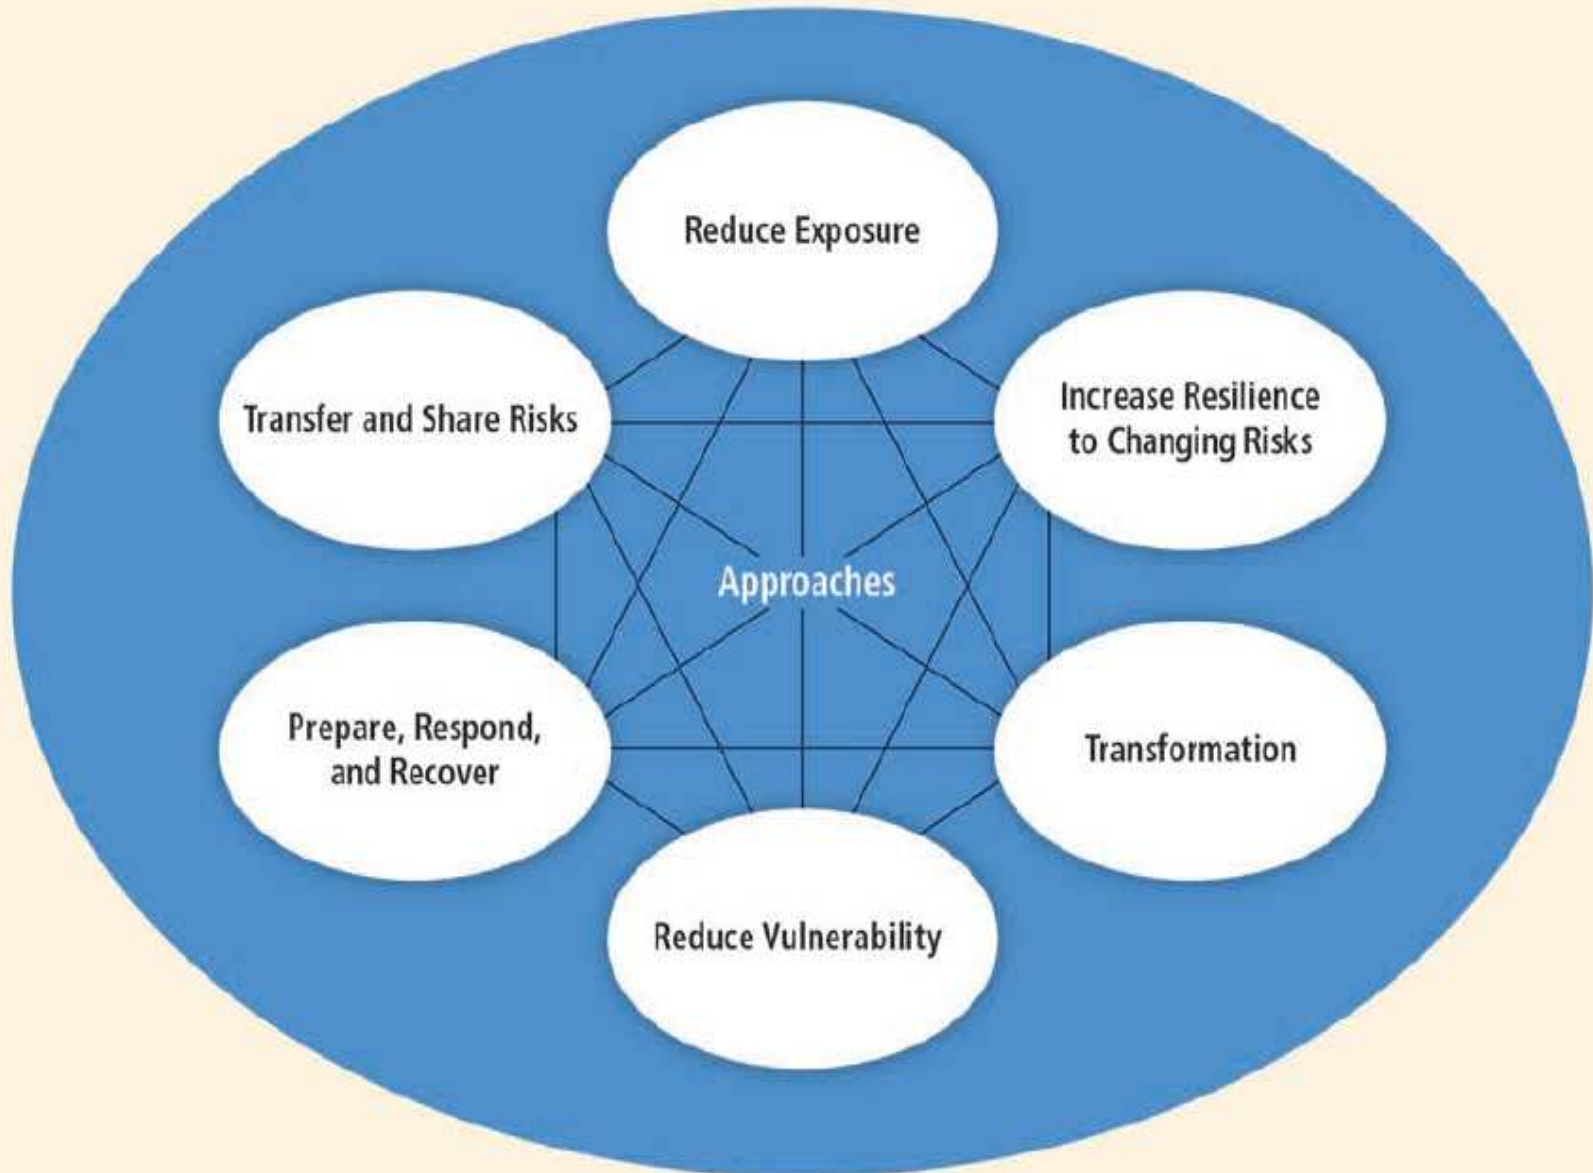 Reduce Exposure
Transfer and Share Risks
Increase Resilience
to Changing Risks
Approaches
Prepare, Respond,
and Recover
Transformation
Reduce Vulnerability